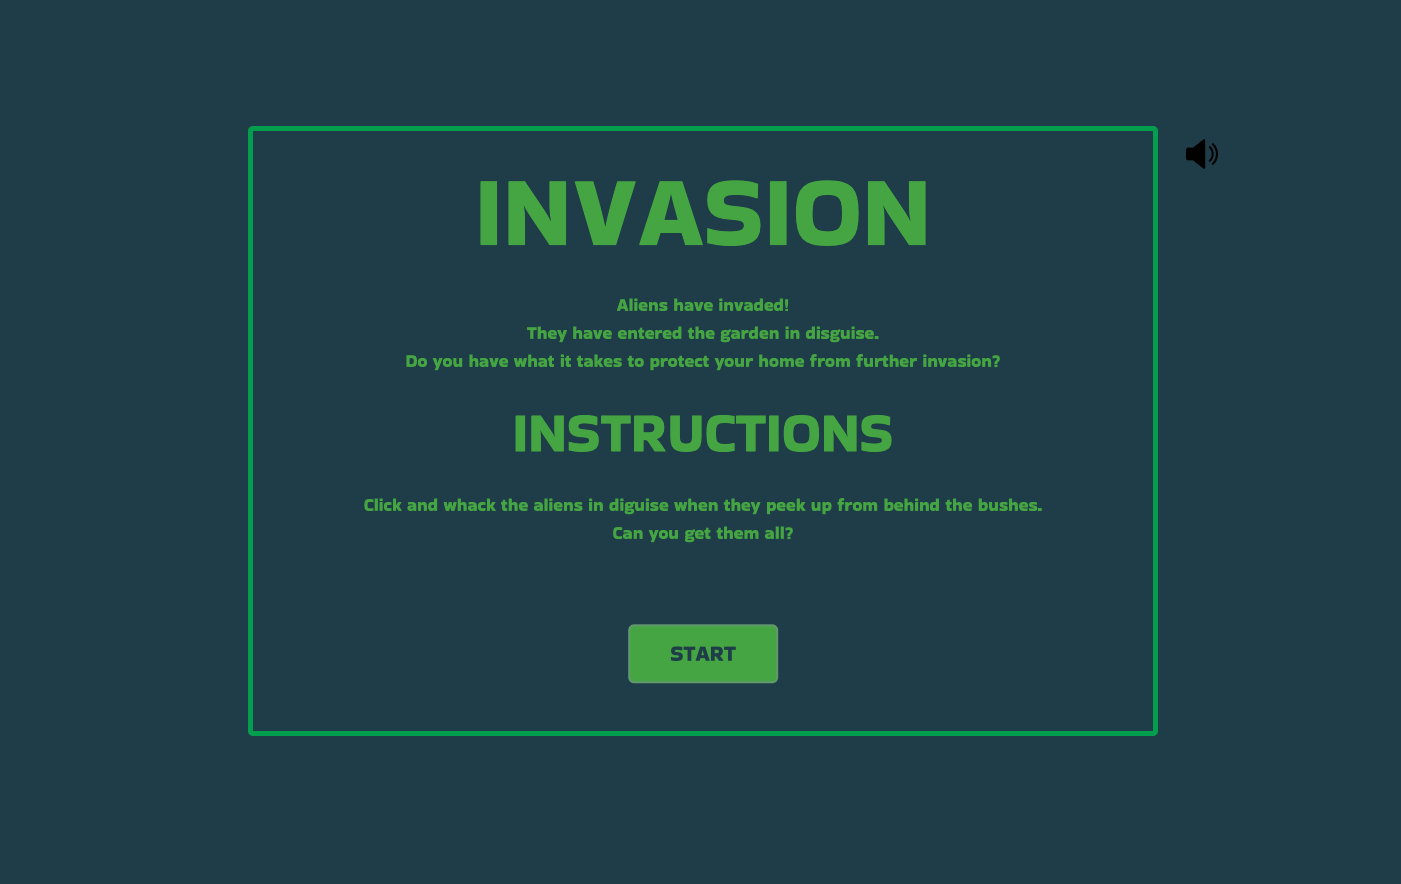 INVASION
Aliens have invaded!
They have entered the garden in disguise.
Do you have what it takes to protect your home from further invasion?
INSTRUCTIONS
Click and whack the aliens in diguise when they peek up from behind the bushes.
Can you get them all?
START